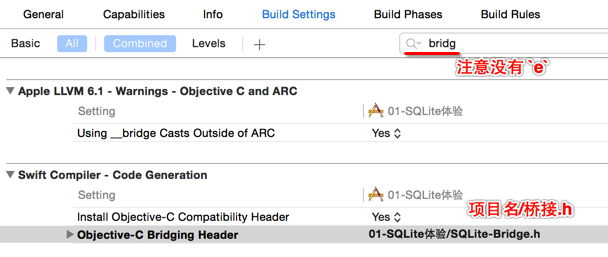 General Capabilities Info Build Settings Build Phases Build Rules
Basic All Combined Levels + bridg
注意没有 `e`
Apple LLVM 6.1 - Warnings - Objective C and ARC
Setting 01-SQLite体验
Using __bridge Casts Outside of ARC Yes
Swift Compiler - Code Generation
Setting 01-SQLite体验
项目名/桥接.h
Install Objective-C Compatibility Header Yes
Objective-C Bridging Header 01-SQLite体验/SQLite-Bridge.h